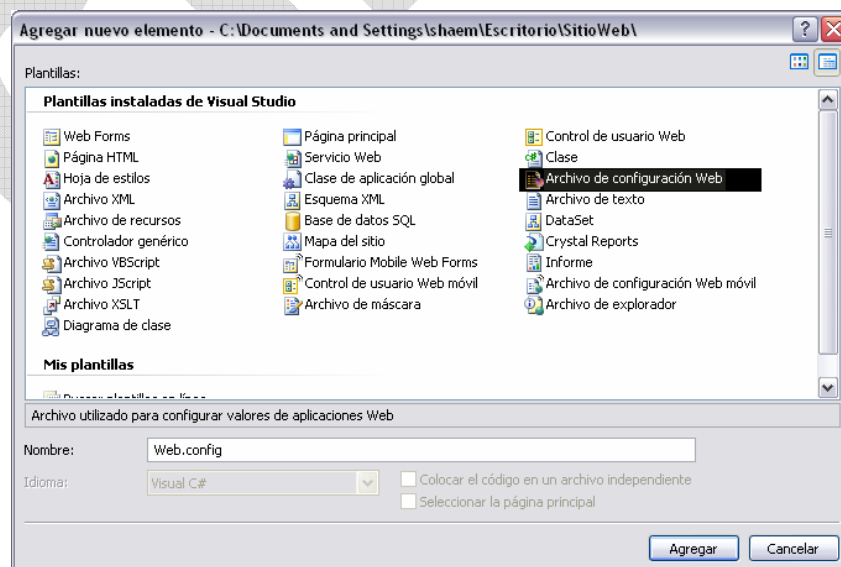 Agregar nuevo elemento - C:\Documents and Settings\shaem\Escritorio\SitioWeb\
Plantillas:
Plantillas instaladas de Visual Studio
Web Forms
Página principal
Control de usuario Web
Página HTML
Servicio Web
Clase
Hoja de estilos
Clase de aplicación global
Archivo de configuración Web
Archivo XML
Esquema XML
Archivo de texto
Archivo de recursos
Base de datos SQL
DataSet
Controlador genérico
Mapa del sitio
Crystal Reports
Archivo VBScript
Formulario Mobile Web Forms
Informe
Archivo JScript
Control de usuario Web móvil
Archivo de configuración Web móvil
Archivo XSLT
Archivo de máscara
Archivo de explorador
Diagrama de clase
Mis plantillas
Archivo utilizado para configurar valores de aplicaciones Web
Nombre:
Web.config
Idioma:
Visual C#
Colocar el código en un archivo independiente
Seleccionar la página principal
Agregar
Cancelar